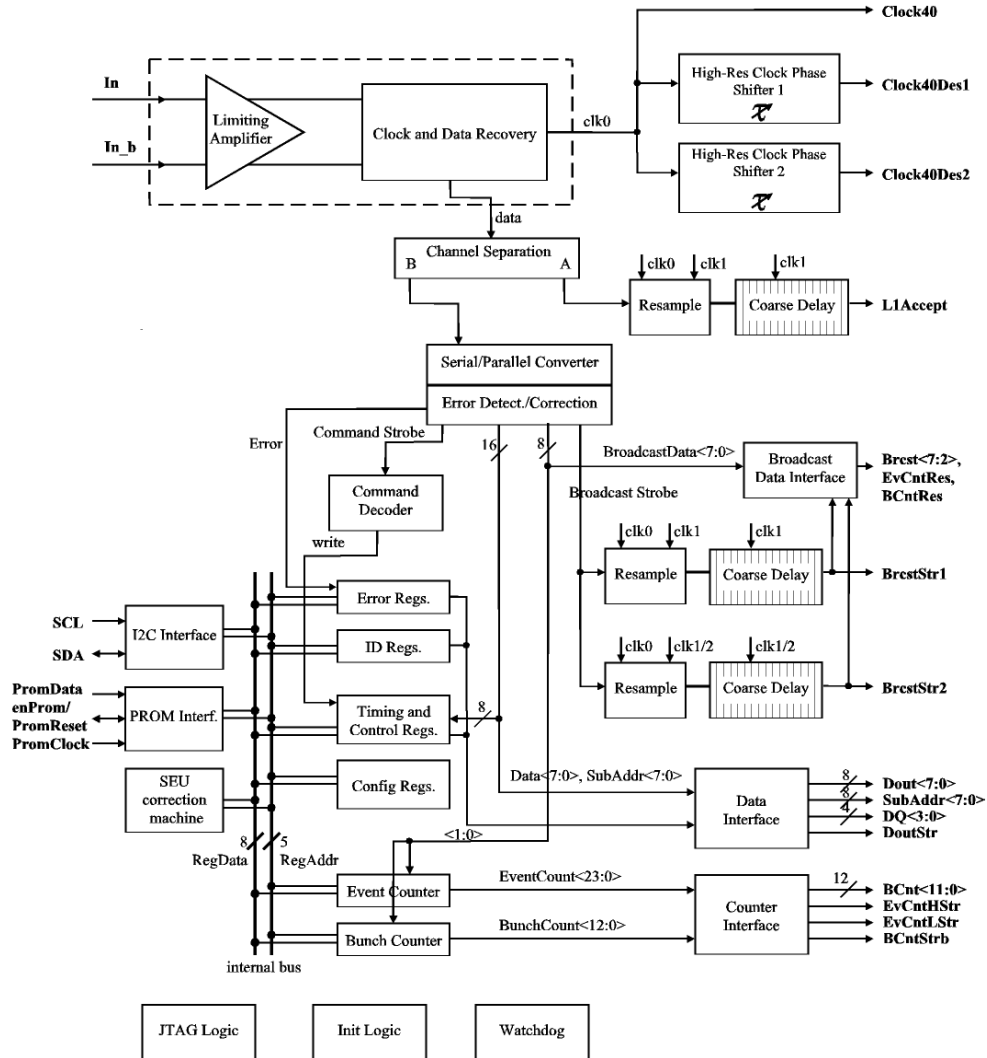 Clock40
In
Limiting
Amplifier
Clock and Data Recovery
clk0
High-Res Clock Phase
Shifter 1
Clock40Des1
In_b
High-Res Clock Phase
Shifter 2
Clock40Des2
data
Channel Separation
B
A
clk0
clk1
clk1
Resample
Coarse Delay
L1Accept
Serial/Parallel Converter
Error Detect./Correction
Error
Command Strobe
16
8
BroadcastData<7:0>
Broadcast
Data Interface
Brcst<7:2>,
EvCntRes,
BCntRes
Broadcast Strobe
Command
Decoder
write
clk0
clk1
clk1
Resample
Coarse Delay
BrcstStr1
Error Regs.
SCL
I2C Interface
SDA
ID Regs.
clk0
clk1/2
clk1/2
Resample
Coarse Delay
BrcstStr2
PromData
enProm/
PromReset
PromClock
PROM Interf.
Timing and
Control Regs.
8
SEU
correction
machine
Config Regs.
Data<7:0>, SubAddr<7:0>
Data
Interface
8
Dout<7:0>
8
SubAddr<7:0>
4
DQ<3:0>
DoutStr
<1:0>
8
5
RegData
RegAddr
Event Counter
EventCount<23:0>
Counter
Interface
12
BCnt<11:0>
EvCntHStr
EvCntLStr
BCntStrb
Bunch Counter
BunchCount<12:0>
internal bus
JTAG Logic
Init Logic
Watchdog